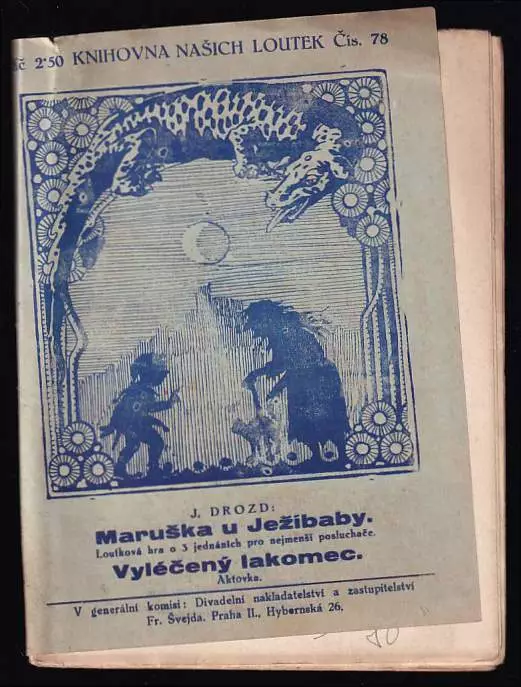 Kč 2·50 KNIHOVNA NAŠICH LOUTEK Čís. 78
J. DROZD:
Maruška u Ježibaby.
Loutková hra o 3 jednáních pro nejmenší posluchače.
Vyléčený lakomec.
Aktovka.
V generální komisi: Divadelní nakladatelství a zastupitelství
Fr. Švejda. Praha II., Hybernská 26.